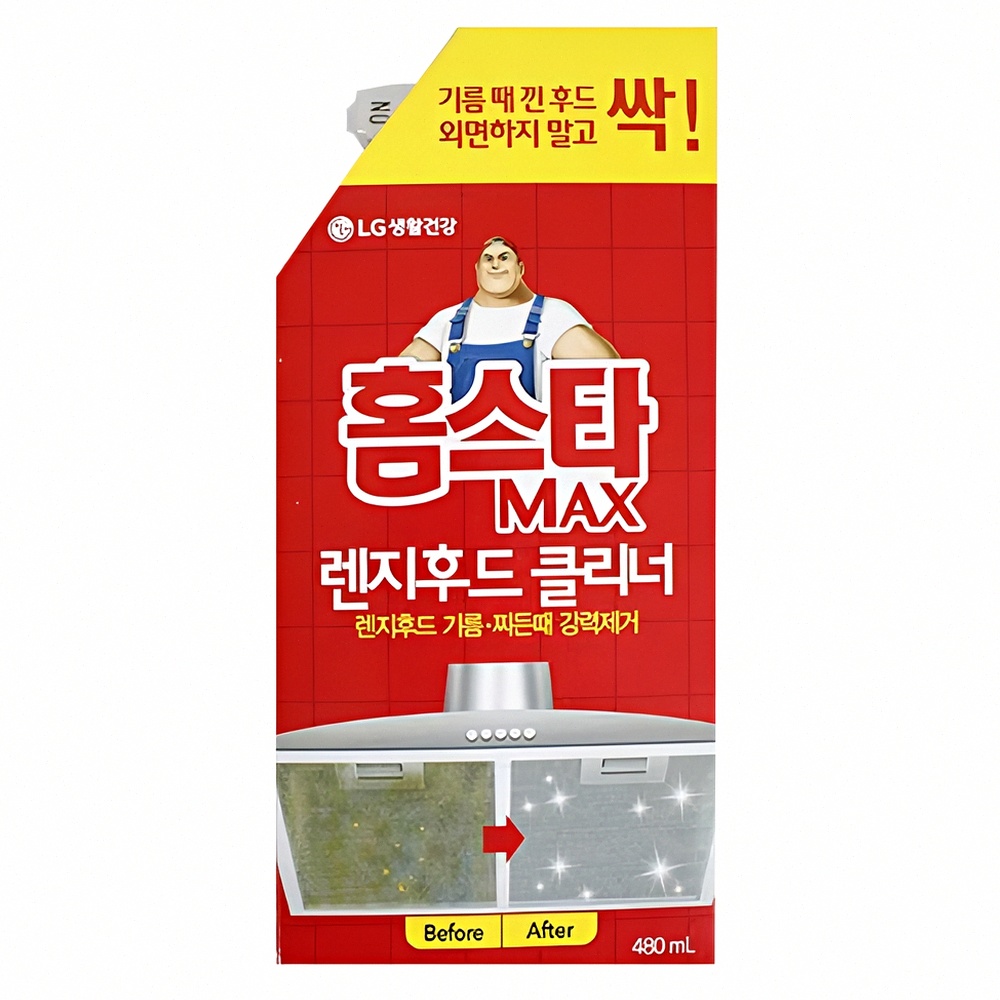 기름 때 낀 후드
외면하지 말고
싹!
NO
LG생활건강
홈스타
MAX
렌지후드 클리너
렌지후드 기름·찌든때 강력제거
Before
After
480 mL